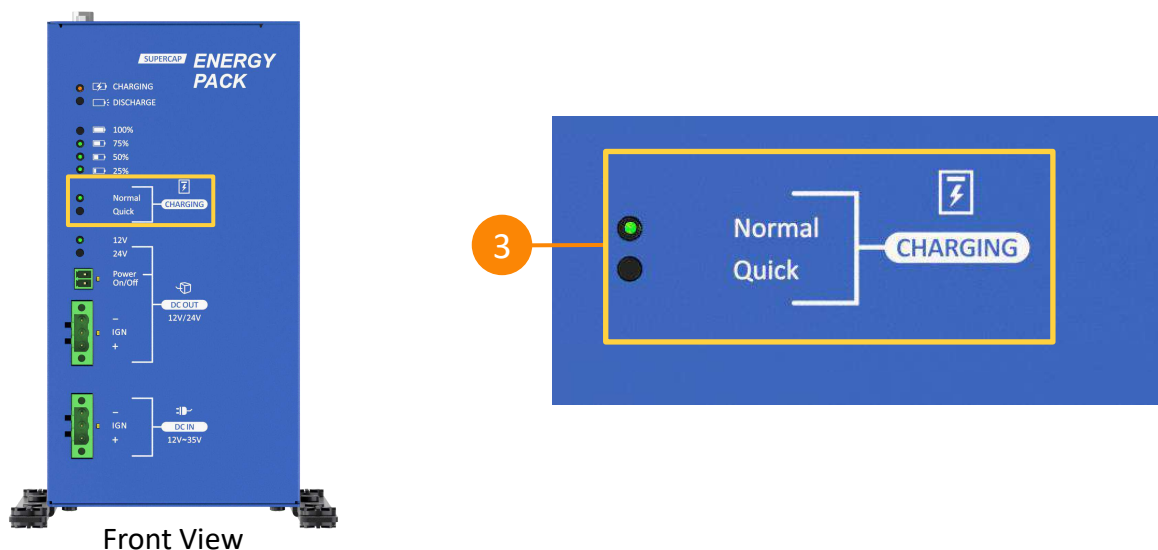 SUPERCAP ENERGY
PACK
CHARGING
DISCHARGE
100%
75%
50%
25%
Normal
Quick
CHARGING
12V
24V
Power
On/Off
DC OUT
12V/24V
–
IGN
+
DC IN
12V~35V
–
IGN
+
Front View
3
Normal
Quick
CHARGING